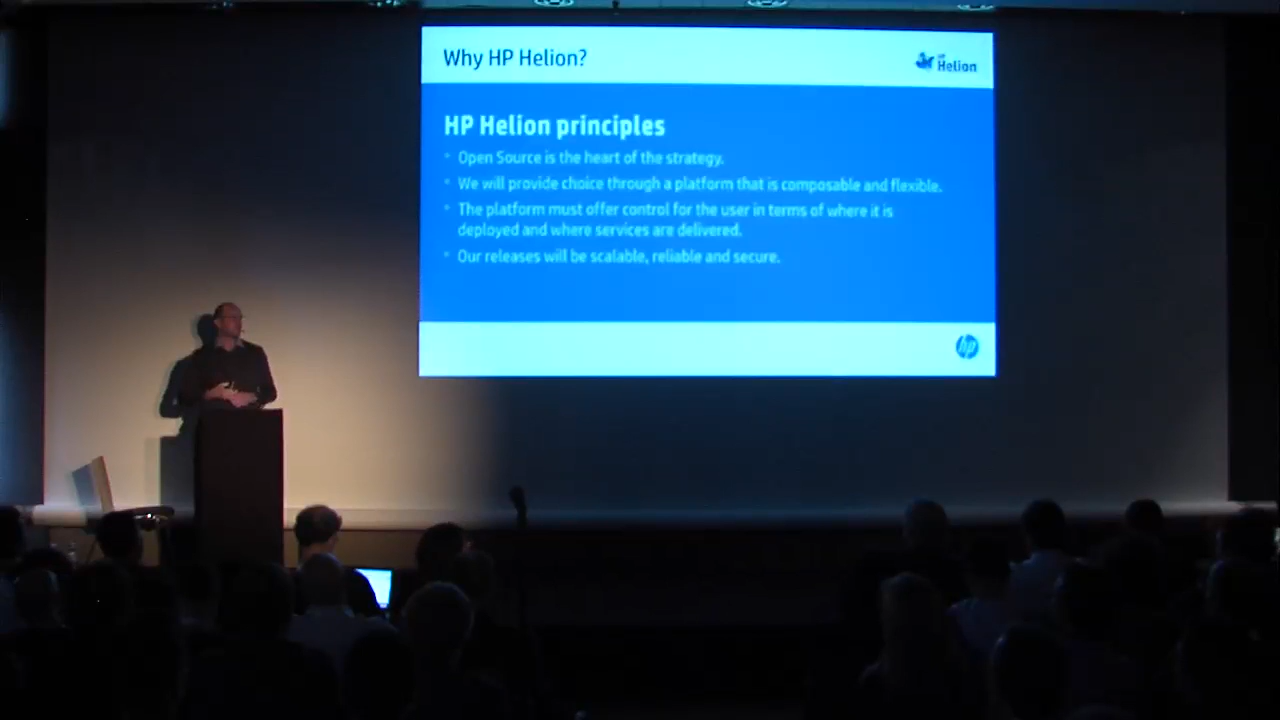 Why HP Helion?
HP
Helion
HP Helion principles
• Open Source is the heart of the strategy.
• We will provide choice through a platform that is composable and flexible.
• The platform must offer control for the user in terms of where it is
deployed and where services are delivered.
• Our releases will be scalable, reliable and secure.
hp